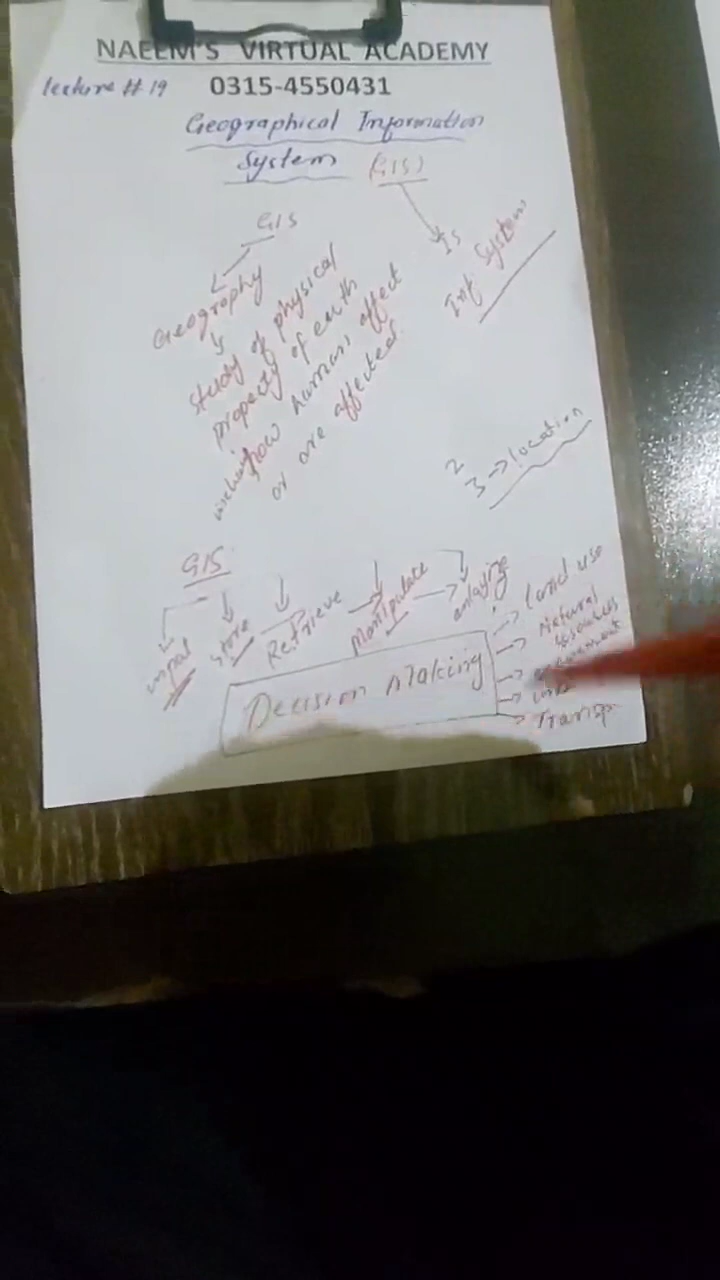 NAEEM'S VIRTUAL ACADEMY
lecture # 19 0315-4550431
Geographical Information
System (GIS)
GIS
Is
Inf System
Geography
study of physical
property of earth
how humans affect
or are affected
2
3 → location
GIS
input
store
Retrieve
Manipulate
Decision Making
land use
Natural
Transp